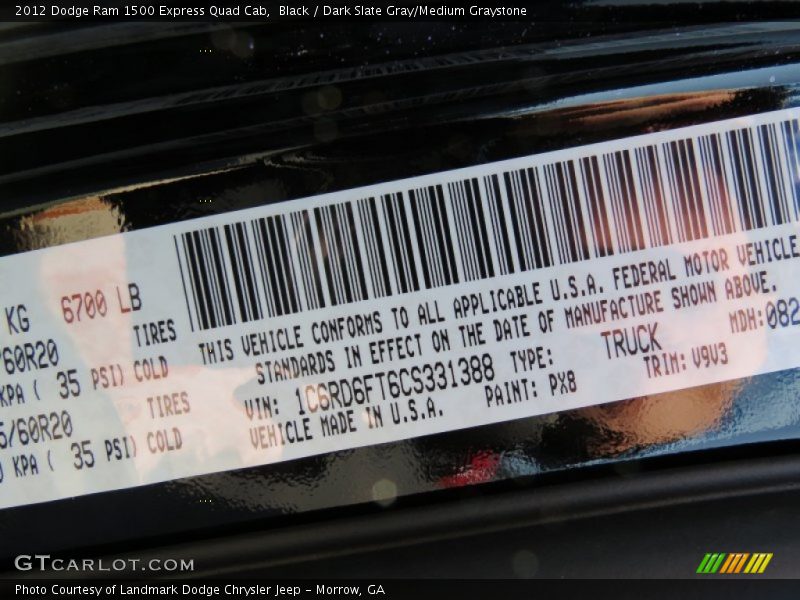 2012 Dodge Ram 1500 Express Quad Cab, Black / Dark Slate Gray/Medium Graystone
KG 6700 LB
TIRES
/60R20
KPA ( 35 PSI) COLD
TIRES
5/60R20
KPA ( 35 PSI) COLD
THIS VEHICLE CONFORMS TO ALL APPLICABLE U.S.A. FEDERAL MOTOR VEHICLE
STANDARDS IN EFFECT ON THE DATE OF MANUFACTURE SHOWN ABOVE.
VIN: 1C6RD6FT6CS331388 TYPE: TRUCK MDH:082
VEHICLE MADE IN U.S.A. PAINT: PX8 TRIM: V9V3
GTCARLOT.COM
Photo Courtesy of Landmark Dodge Chrysler Jeep - Morrow, GA